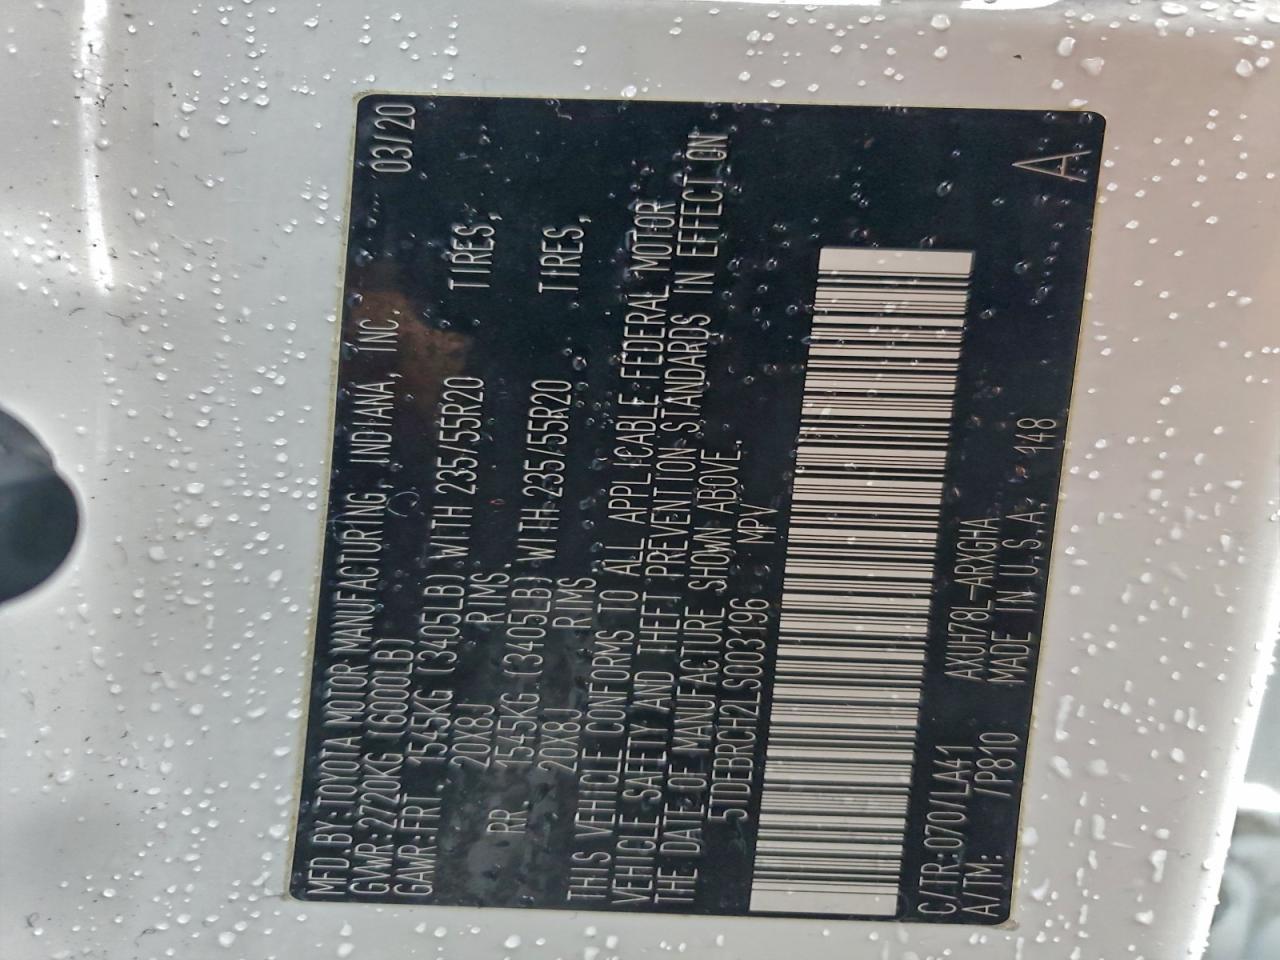 MFD.BY:TOYOTA MOTOR MANUFACTURING, INDIANA, INC. 03/20
GVWR:2720KG (6000LB)
GAWR:FRT. 1545KG (3405LB) WITH 235/55R20 TIRES,
20X8J RIMS.
RR. 1545KG (3405LB) WITH 235/55R20 TIRES,
20X8J RIMS
THIS VEHICLE CONFORMS TO ALL APPLICABLE FEDERAL MOTOR
VEHICLE SAFETY AND THEFT PREVENTION STANDARDS IN EFFECT ON
THE DATE OF MANUFACTURE SHOWN ABOVE.
5TDEBRCH2LS003196 MPV
C/TR:070/LA41 AXUH78L-ARXGHA A
A/TM: /P810 MADE IN U.S.A. 148